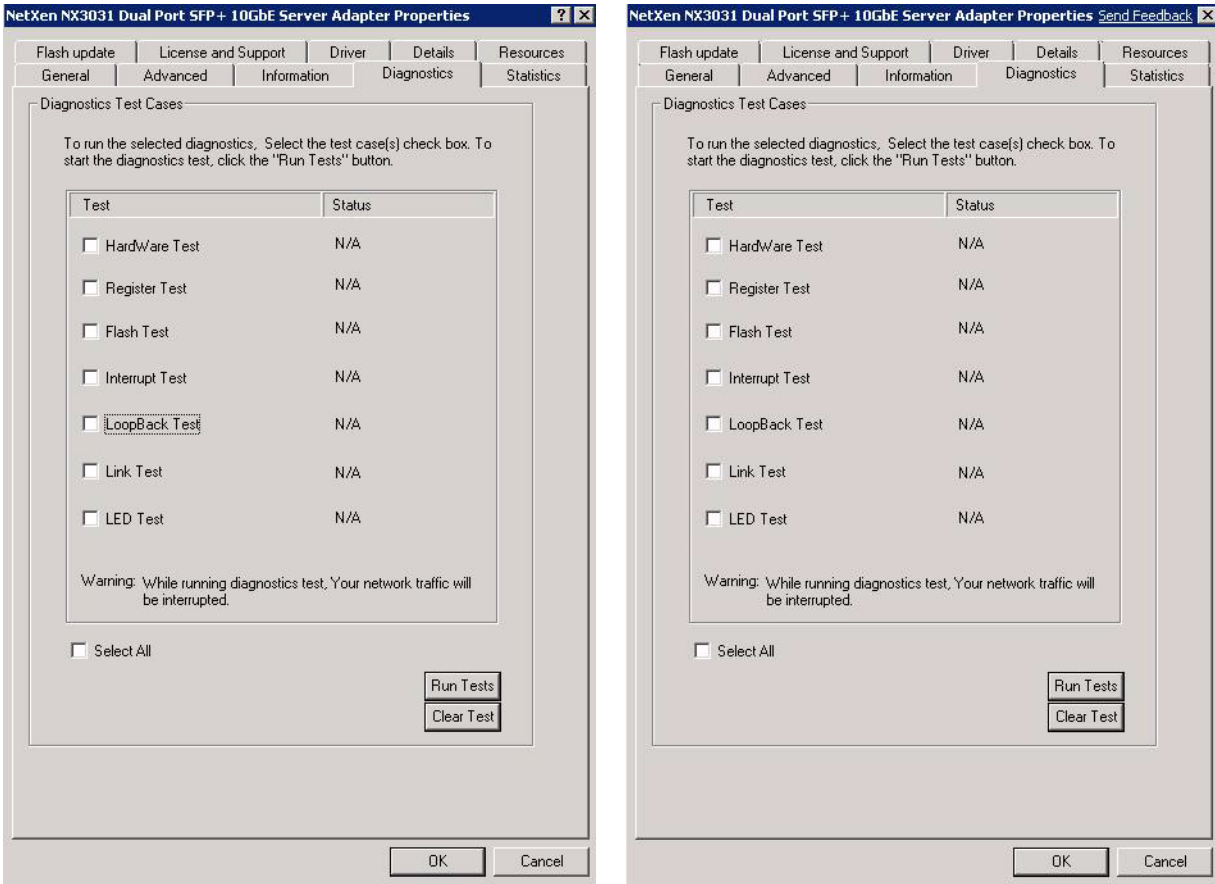 NetXen NX3031 Dual Port SFP+ 10GbE Server Adapter Properties ? X
Flash update License and Support Driver Details Resources
General Advanced Information Diagnostics Statistics
Diagnostics Test Cases
To run the selected diagnostics, Select the test case(s) check box. To
start the diagnostics test, click the "Run Tests" button.
Test Status
HardWare Test N/A
Register Test N/A
Flash Test N/A
Interrupt Test N/A
LoopBack Test N/A
Link Test N/A
LED Test N/A
Warning: While running diagnostics test, Your network traffic will
be interrupted.
Select All
Run Tests
Clear Test
OK Cancel
NetXen NX3031 Dual Port SFP+ 10GbE Server Adapter Properties Send Feedback X
Flash update License and Support Driver Details Resources
General Advanced Information Diagnostics Statistics
Diagnostics Test Cases
To run the selected diagnostics, Select the test case(s) check box. To
start the diagnostics test, click the "Run Tests" button.
Test Status
HardWare Test N/A
Register Test N/A
Flash Test N/A
Interrupt Test N/A
LoopBack Test N/A
Link Test N/A
LED Test N/A
Warning: While running diagnostics test, Your network traffic will
be interrupted.
Select All
Run Tests
Clear Test
OK Cancel